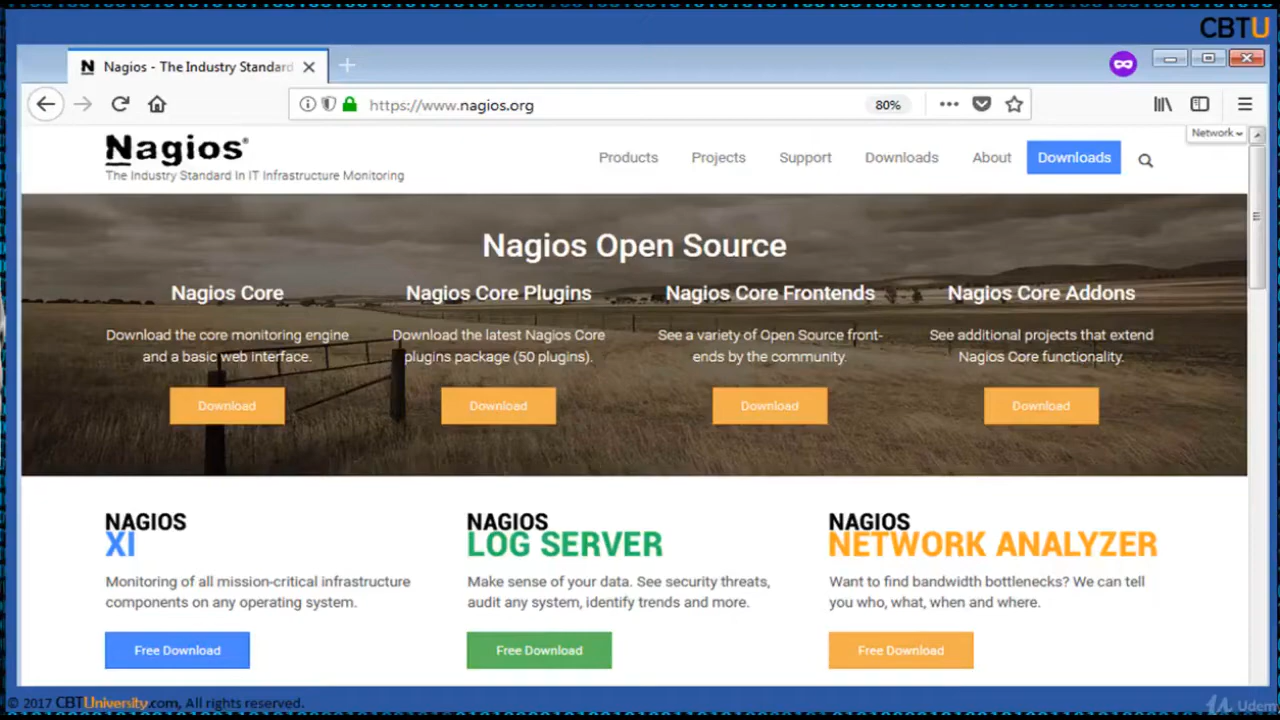 CBTU
Nagios - The Industry Standard
https://www.nagios.org
80%
Network
Nagios®
The Industry Standard In IT Infrastructure Monitoring
Products
Projects
Support
Downloads
About
Downloads
Nagios Open Source
Nagios Core
Nagios Core Plugins
Nagios Core Frontends
Nagios Core Addons
Download the core monitoring engine
and a basic web interface.
Download the latest Nagios Core
plugins package (50 plugins).
See a variety of Open Source front-
ends by the community.
See additional projects that extend
Nagios Core functionality.
Download
Download
Download
Download
NAGIOS
XI
Monitoring of all mission-critical infrastructure
components on any operating system.
Free Download
NAGIOS
LOG SERVER
Make sense of your data. See security threats,
audit any system, identify trends and more.
Free Download
NAGIOS
NETWORK ANALYZER
Want to find bandwidth bottlenecks? We can tell
you who, what, when and where.
Free Download
© 2017 CBTUniversity.com, All rights reserved.
Udem